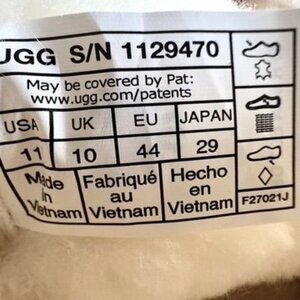 UGG S/N 1129470
May be covered by Pat:
www.ugg.com/patents
USA UK EU JAPAN
11 10 44 29
Made Fabriqué Hecho
in au en
Vietnam Vietnam Vietnam
F27021J